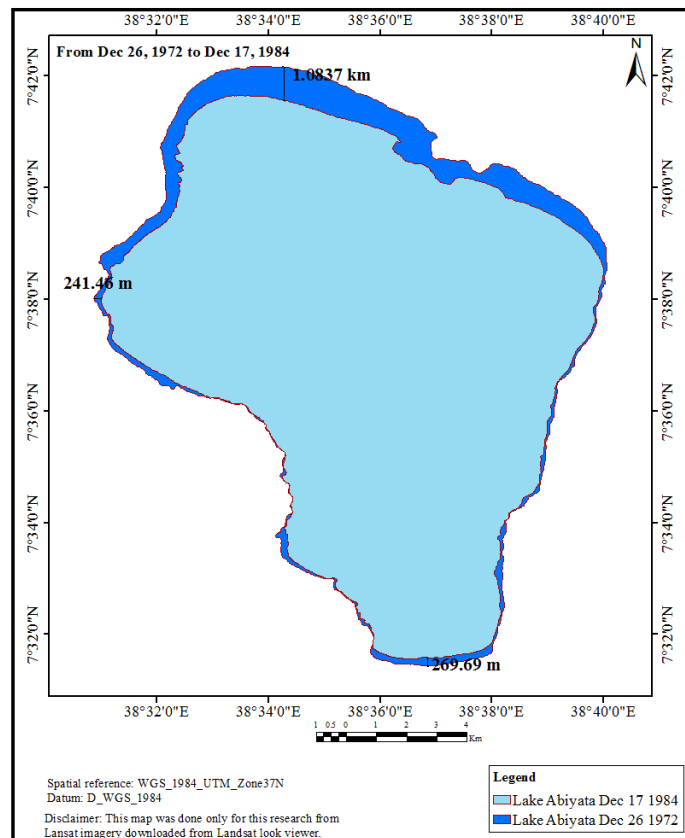 38°32'0"E 38°34'0"E 38°36'0"E 38°38'0"E 38°40'0"E
From Dec 26, 1972 to Dec 17, 1984
N
1.0837 km
7°42'0"N 7°42'0"N
7°40'0"N 7°40'0"N
241.46 m
7°38'0"N 7°38'0"N
7°36'0"N 7°36'0"N
7°34'0"N 7°34'0"N
7°32'0"N 7°32'0"N
269.69 m
38°32'0"E 38°34'0"E 38°36'0"E 38°38'0"E 38°40'0"E
1 0.5 0 1 2 3 4
Km
Spatial reference: WGS_1984_UTM_Zone37N
Datum: D_WGS_1984
Disclaimer: This map was done only for this research from
Lansat imagery downloaded from Landsat look viewer.
Legend
Lake Abiyata Dec 17 1984
Lake Abiyata Dec 26 1972